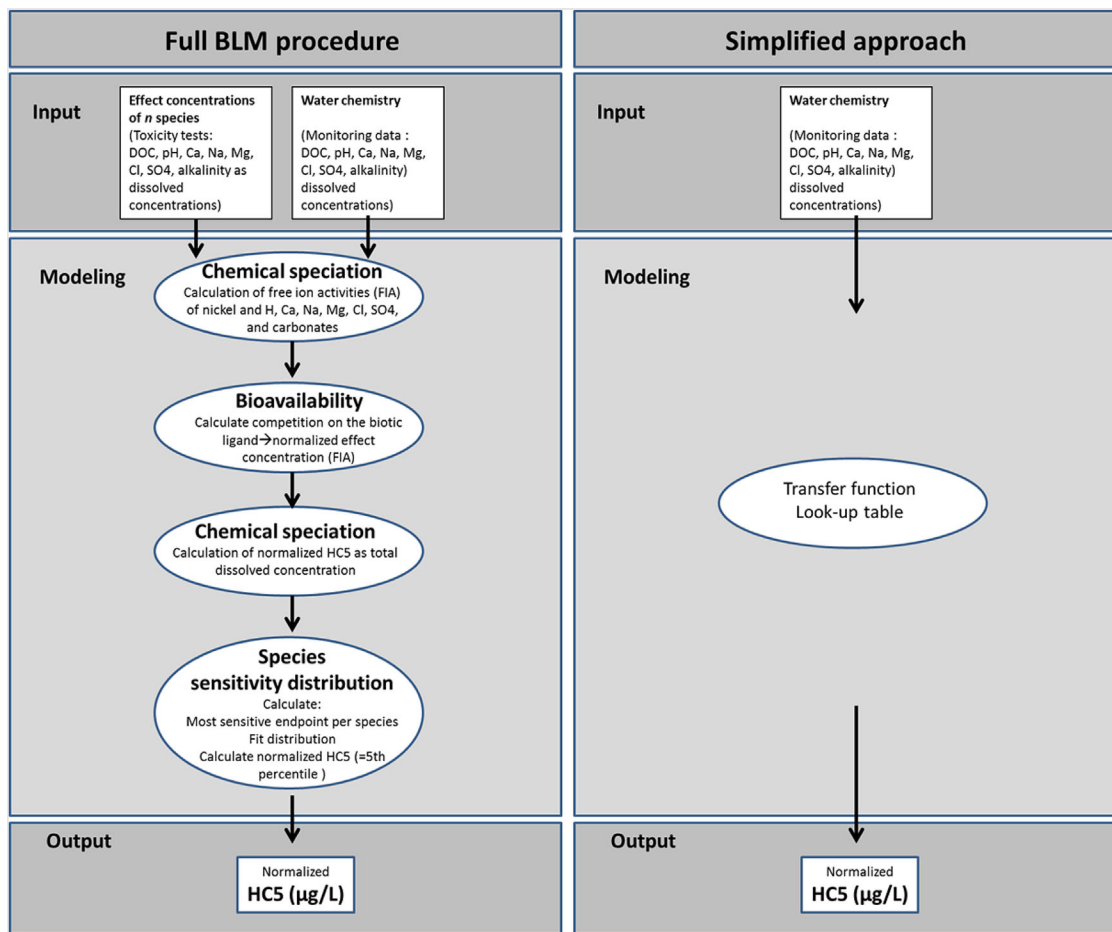 Full BLM procedure
Input
Effect concentrations
of n species
(Toxicity tests:
DOC, pH, Ca, Na, Mg,
Cl, SO4, alkalinity as
dissolved
concentrations)
Water chemistry
(Monitoring data :
DOC, pH, Ca, Na, Mg,
Cl, SO4, alkalinity)
dissolved
concentrations)
Modeling
Chemical speciation
Calculation of free ion activities (FIA)
of nickel and H, Ca, Na, Mg, Cl, SO4,
and carbonates
Bioavailability
Calculate competition on the biotic
ligand→normalized effect
concentration (FIA)
Chemical speciation
Calculation of normalized HC5 as total
dissolved concentration
Species
sensitivity distribution
Calculate:
Most sensitive endpoint per species
Fit distribution
Calculate normalized HC5 (=5th
percentile )
Output
Normalized
HC5 (µg/L)
Simplified approach
Input
Water chemistry
(Monitoring data :
DOC, pH, Ca, Na, Mg,
Cl, SO4, alkalinity)
dissolved
concentrations)
Modeling
Transfer function
Look-up table
Output
Normalized
HC5 (µg/L)